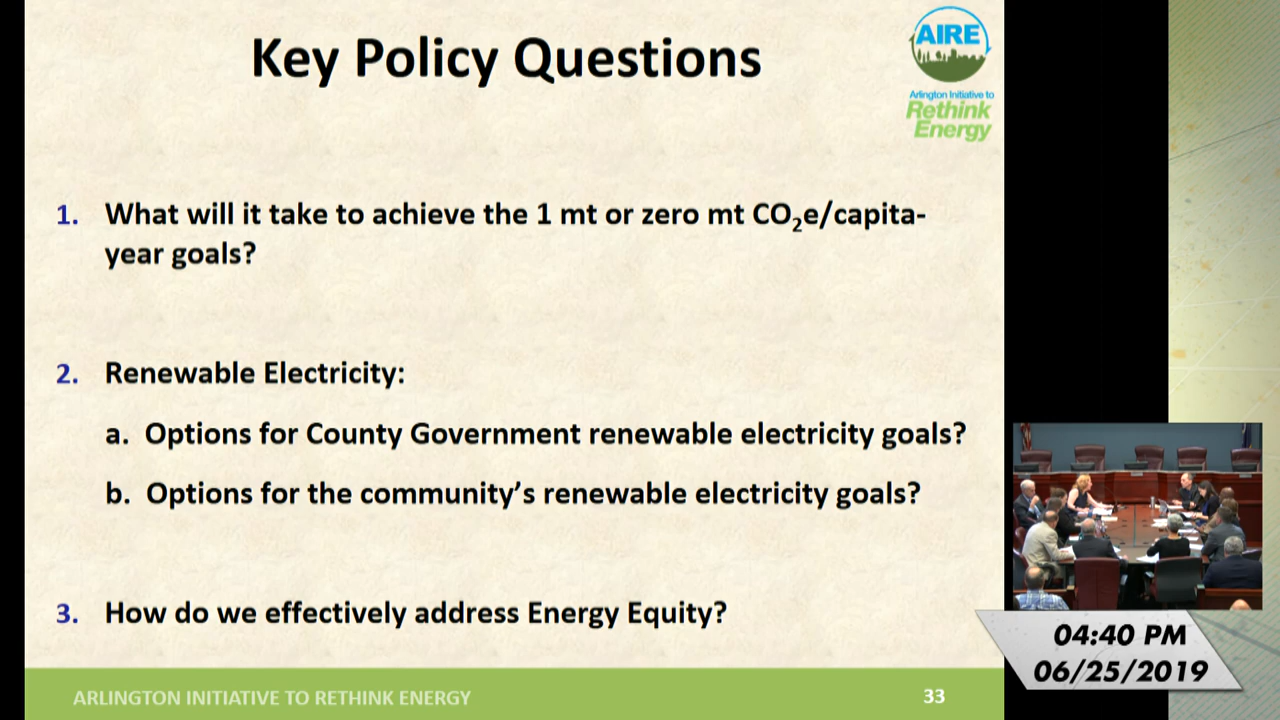 Key Policy Questions
AIRE
Arlington Initiative to
Rethink
Energy
1. What will it take to achieve the 1 mt or zero mt CO₂e/capita-
year goals?
2. Renewable Electricity:
a. Options for County Government renewable electricity goals?
b. Options for the community’s renewable electricity goals?
3. How do we effectively address Energy Equity?
ARLINGTON INITIATIVE TO RETHINK ENERGY
33
04:40 PM
06/25/2019